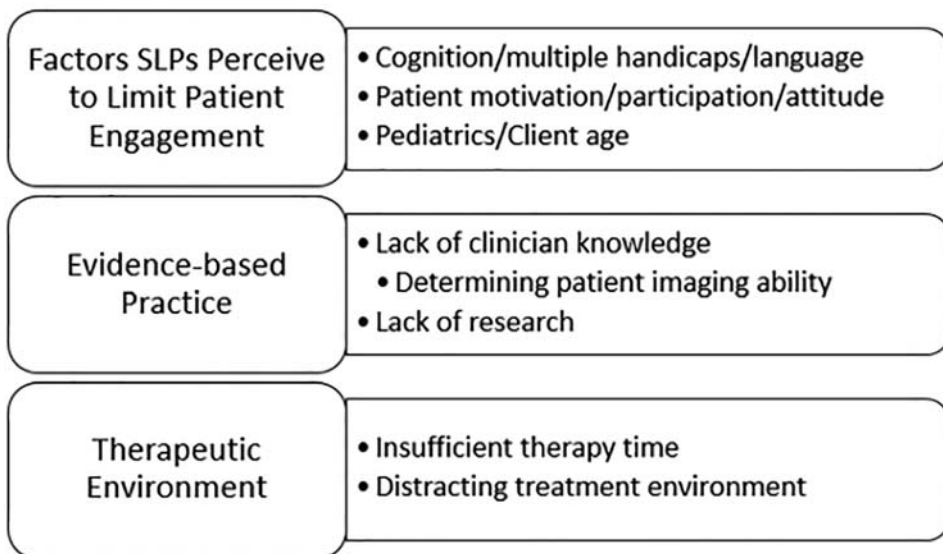 Factors SLPs Perceive
to Limit Patient
Engagement
• Cognition/multiple handicaps/language
• Patient motivation/participation/attitude
• Pediatrics/Client age
Evidence-based
Practice
• Lack of clinician knowledge
• Determining patient imaging ability
• Lack of research
Therapeutic
Environment
• Insufficient therapy time
• Distracting treatment environment